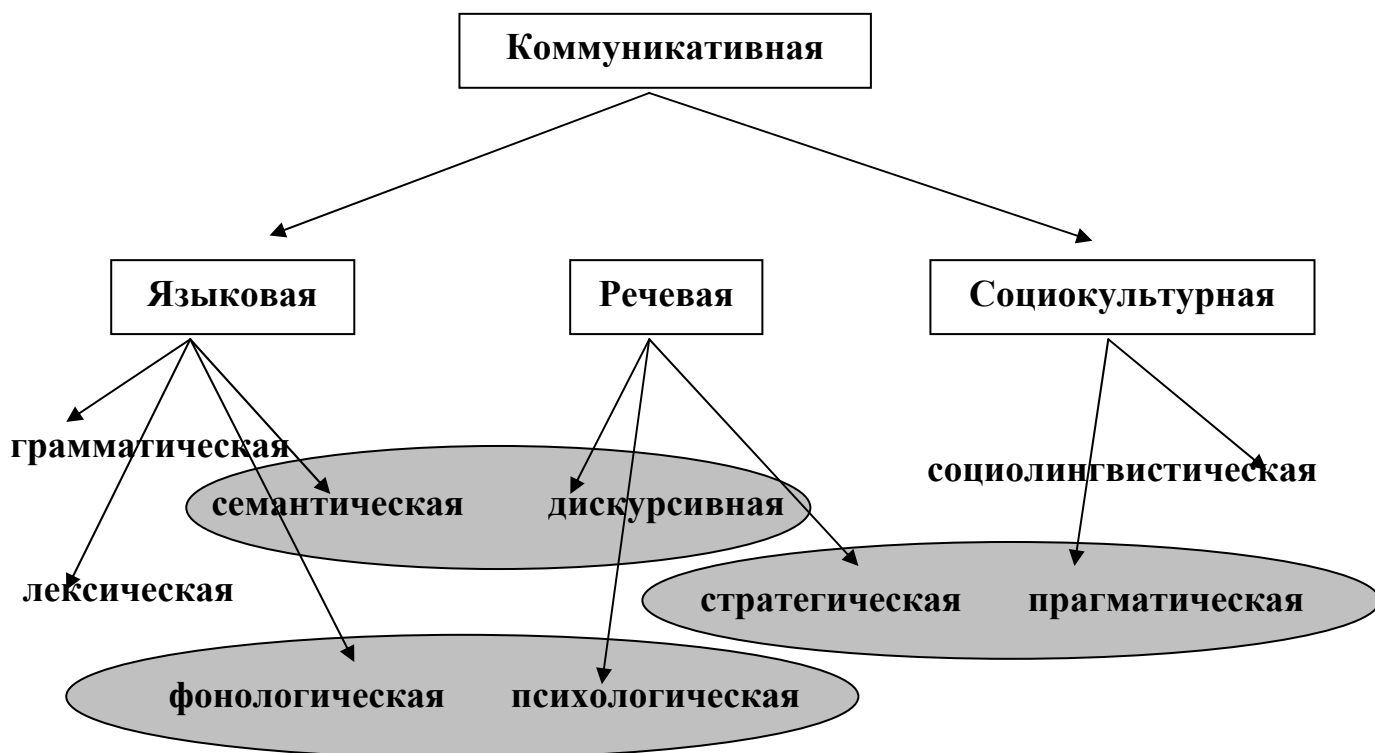 Коммуникативная
Языковая Речевая Социокультурная
грамматическая
социолингвистическая
семантическая дискурсивная
лексическая
стратегическая прагматическая
фонологическая психологическая